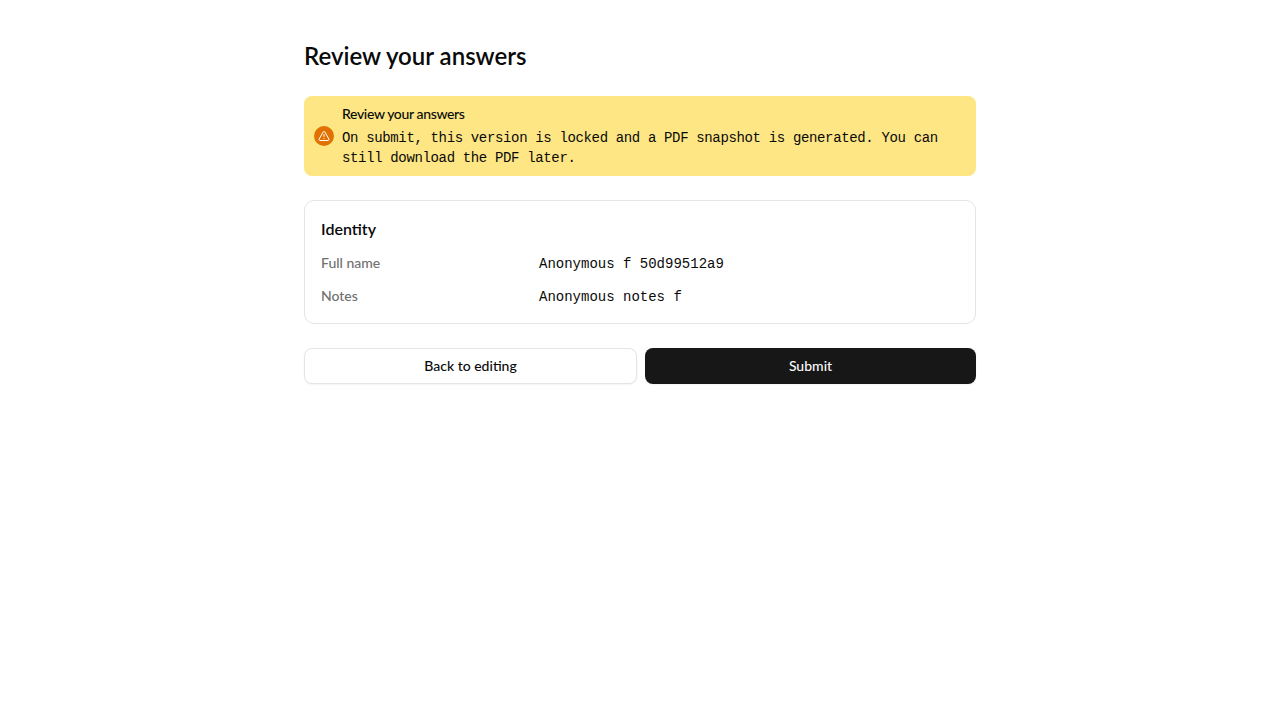 Review your answers
Review your answers
On submit, this version is locked and a PDF snapshot is generated. You can
still download the PDF later.
Identity
Full name Anonymous f 50d99512a9
Notes Anonymous notes f
Back to editing Submit